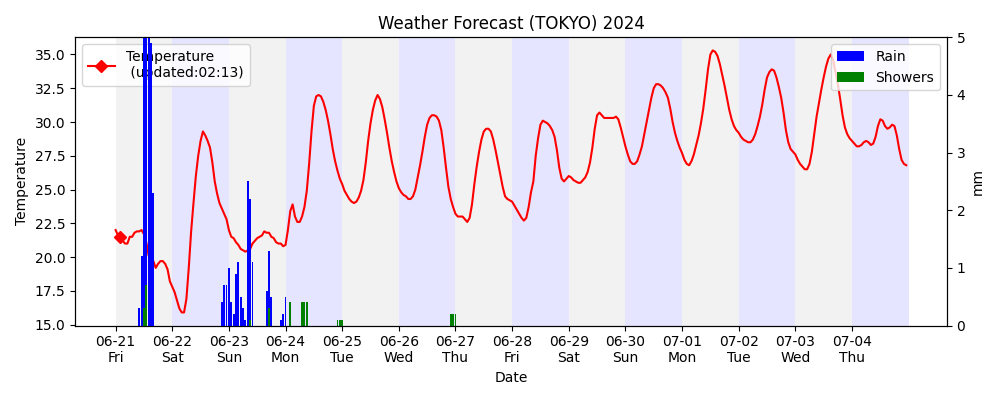 Weather Forecast (TOKYO) 2024
Temperature
(updated:02:13)
Rain
Showers
35.0
32.5
30.0
27.5
25.0
22.5
20.0
17.5
15.0
Temperature
5
4
3
2
1
0
mm
06-21 06-22 06-23 06-24 06-25 06-26 06-27 06-28 06-29 06-30 07-01 07-02 07-03 07-04
Fri Sat Sun Mon Tue Wed Thu Fri Sat Sun Mon Tue Wed Thu
Date